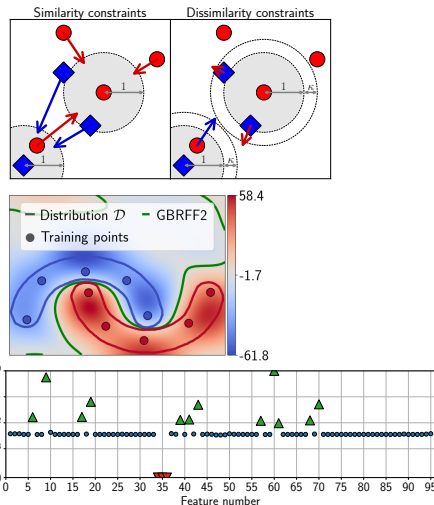 Similarity constraints
Dissimilarity constraints
1
1
κ
1
1
κ
58.4
Distribution 𝒟
GBRFF2
Training points
-1.7
-61.8
0 5 10 15 20 25 30 35 40 45 50 55 60 65 70 75 80 85 90 95
Feature number